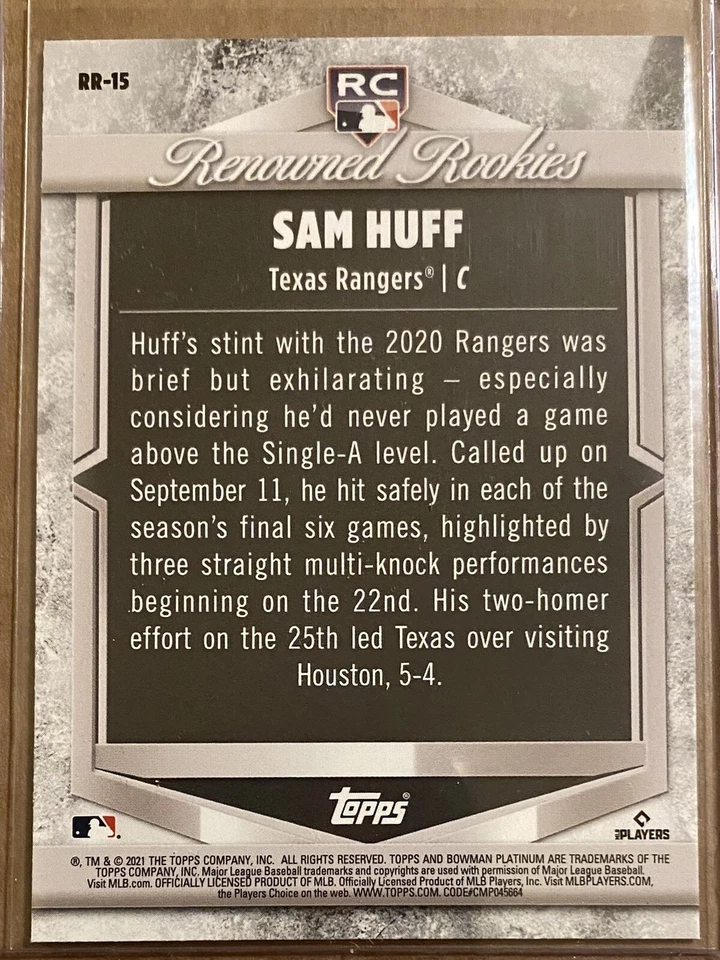 RR-15
RC
Renowned Rookies
SAM HUFF
Texas Rangers® | C
Huff's stint with the 2020 Rangers was
brief but exhilarating – especially
considering he'd never played a game
above the Single-A level. Called up on
September 11, he hit safely in each of the
season's final six games, highlighted by
three straight multi-knock performances
beginning on the 22nd. His two-homer
effort on the 25th led Texas over visiting
Houston, 5-4.
Topps®
PLAYERS
®, TM & © 2021 THE TOPPS COMPANY, INC. ALL RIGHTS RESERVED. TOPPS AND BOWMAN PLATINUM ARE TRADEMARKS OF THE
TOPPS COMPANY, INC. Major League Baseball trademarks and copyrights are used with permission of Major League Baseball.
Visit MLB.com. OFFICIALLY LICENSED PRODUCT OF MLB. Officially Licensed Product of MLB Players, Inc. Visit MLBPLAYERS.COM,
the Players Choice on the web. WWW.TOPPS.COM. CODE#CMP045664